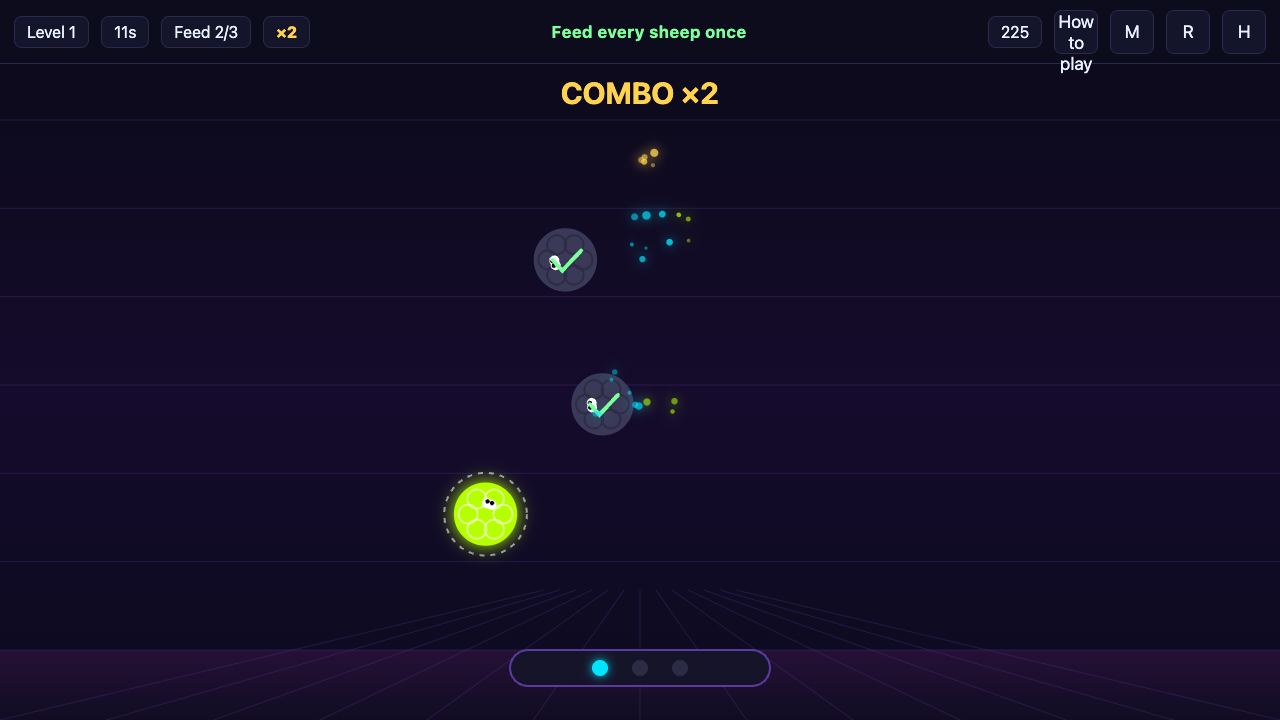 Level 1
11s
Feed 2/3
×2
Feed every sheep once
225
How
to
play
M
R
H
COMBO ×2